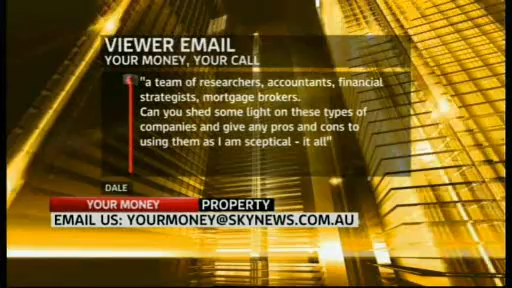 VIEWER EMAIL
YOUR MONEY, YOUR CALL
"a team of researchers, accountants, financial
strategists, mortgage brokers.
Can you shed some light on these types of
companies and give any pros and cons to
using them as I am sceptical - it all"
DALE
YOUR MONEY PROPERTY
EMAIL US: YOURMONEY@SKYNEWS.COM.AU